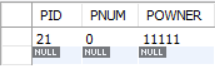 PID PNUM POWNER
21 0 11111
NULL NULL NULL